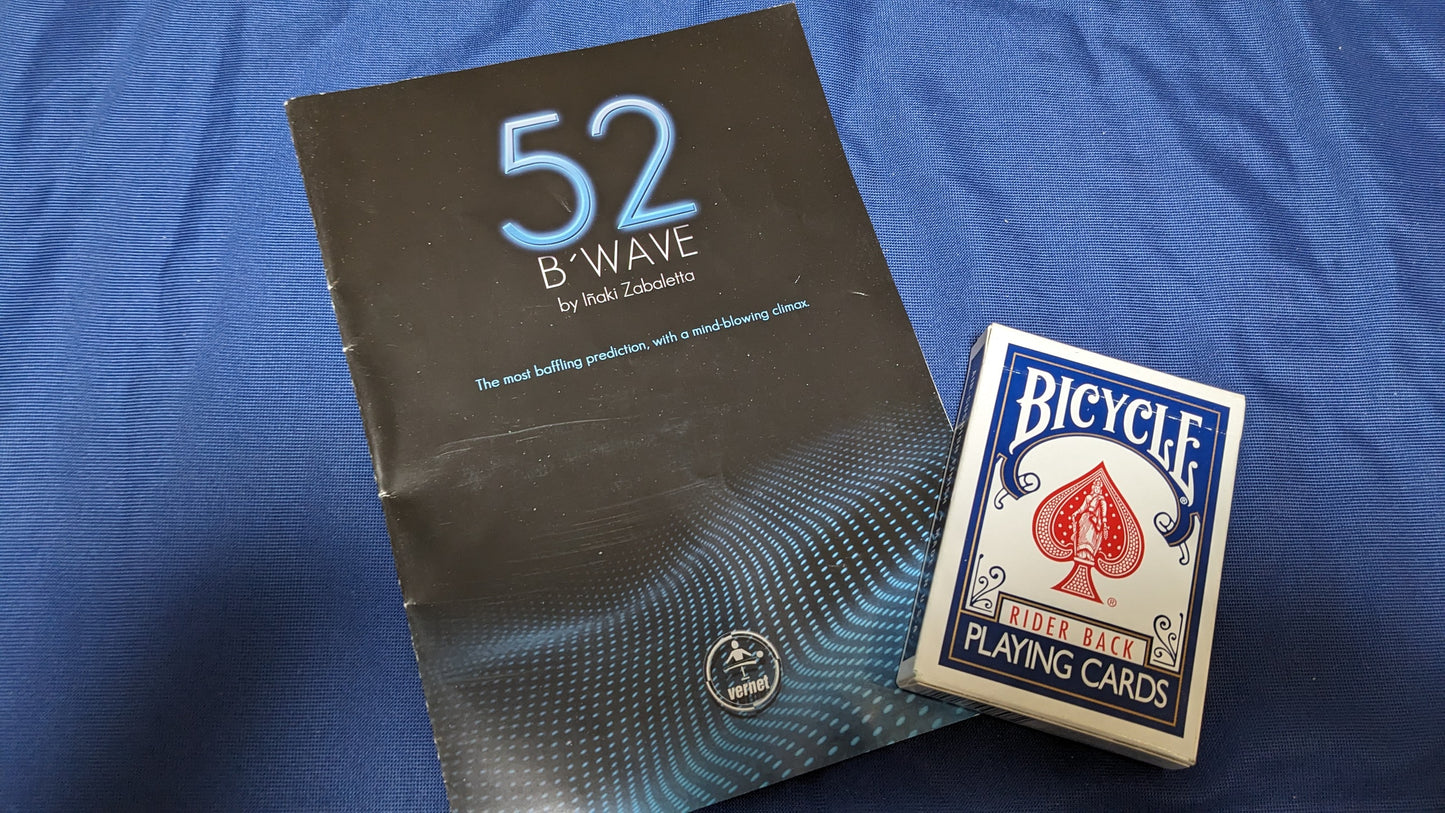 52
B´WAVE
by Iñaki Zabaletta
The most baffling prediction, with a mind-blowing climax.
vernet
BICYCLE®
®
RIDER BACK
PLAYING CARDS